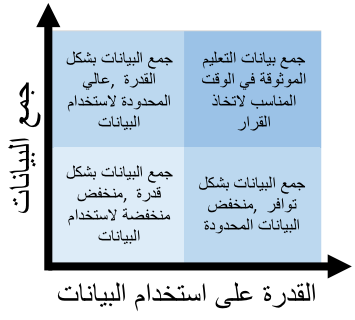 جمع بيانات التعليم
الموثوقة في الوقت
المناسب لاتخاذ
القرار
جمع البيانات بشكل
عالي, القدرة
المحدودة لاستخدام
البيانات
جمع البيانات بشكل
منخفض, توافر
البيانات المحدودة
جمع البيانات بشكل
منخفض, قدرة
منخفضة لاستخدام
البيانات
جمع البيانات
القدرة على استخدام البيانات